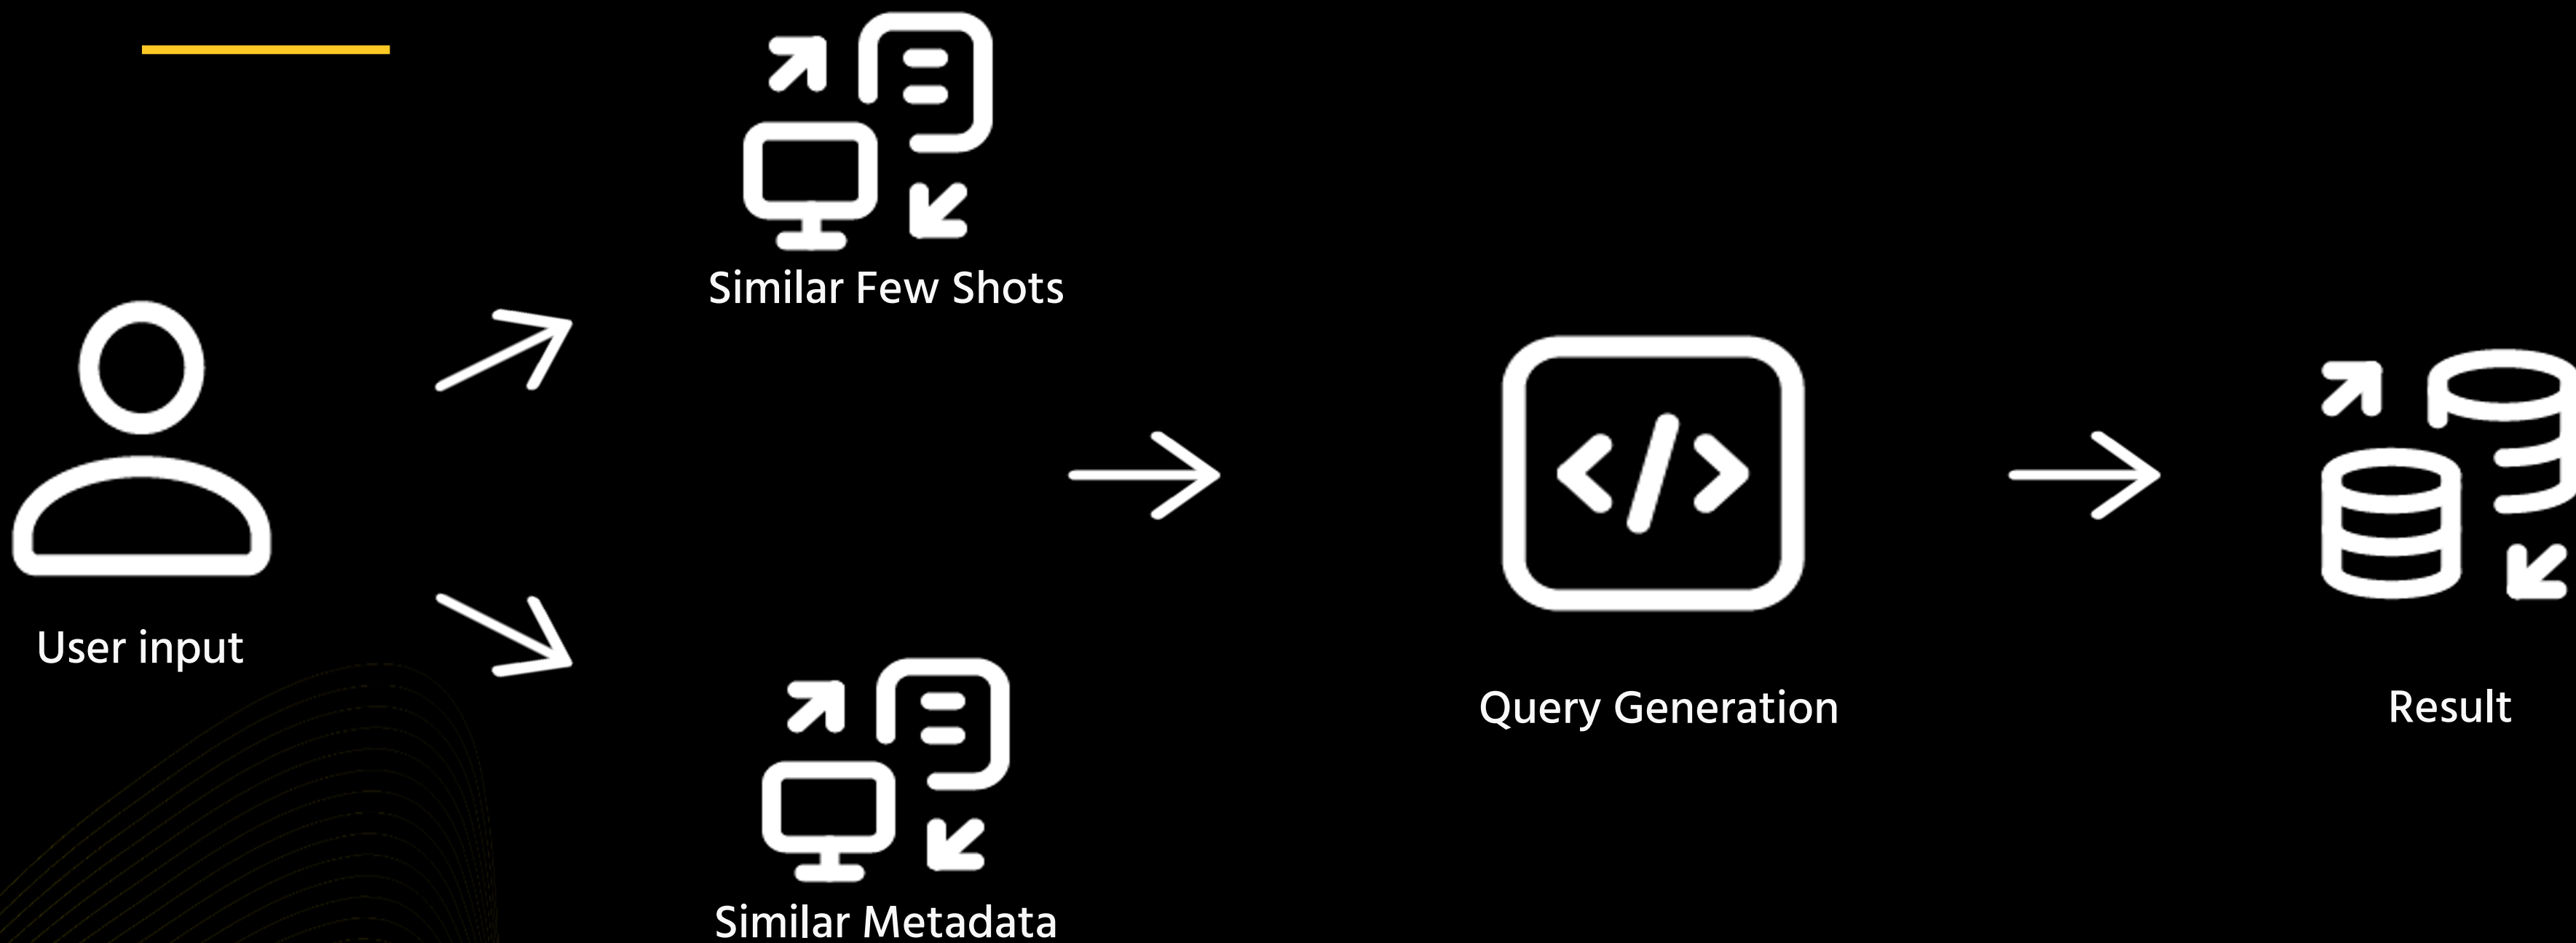 Similar Few Shots
User input
Query Generation
Result
Similar Metadata